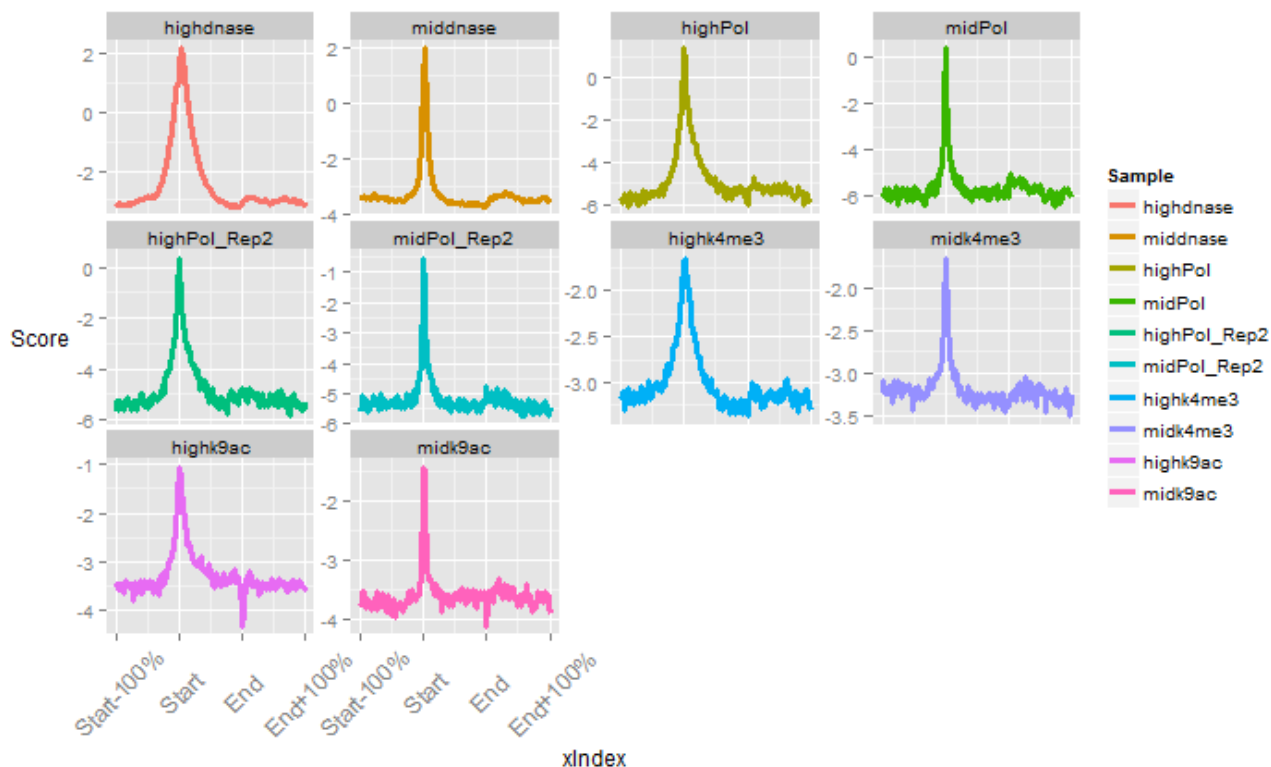 highdnase
middnase
highPol
midPol
2
0
-2
2
0
-2
-4
0
-2
-4
-6
0
-2
-4
-6
highPol_Rep2
midPol_Rep2
highk4me3
midk4me3
0
-2
-4
-6
-1
-2
-3
-4
-5
-6
-2.0
-2.5
-3.0
-2.0
-2.5
-3.0
-3.5
highk9ac
midk9ac
-1
-2
-3
-4
-2
-3
-4
Start-100%
Start
End
End+100%
Start-100%
Start
End
End+100%
Score
xIndex
Sample
highdnase
middnase
highPol
midPol
highPol_Rep2
midPol_Rep2
highk4me3
midk4me3
highk9ac
midk9ac